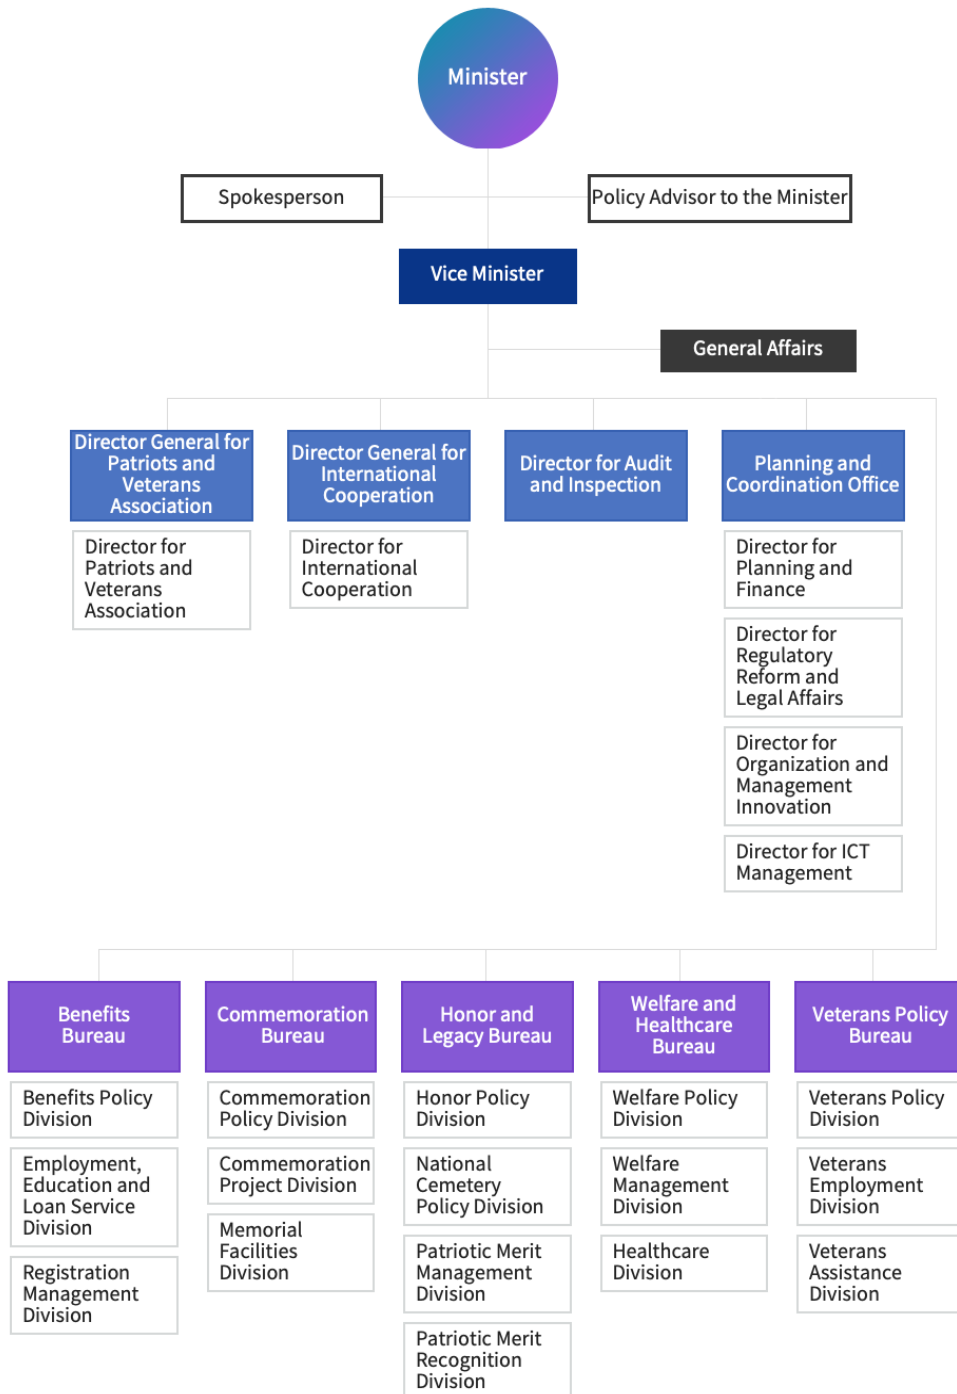 Minister
Spokesperson
Policy Advisor to the Minister
Vice Minister
General Affairs
Director General for
Patriots and
Veterans
Association
Director for
Patriots and
Veterans
Association
Director General for
International
Cooperation
Director for
International
Cooperation
Director for Audit
and Inspection
Planning and
Coordination Office
Director for
Planning and
Finance
Director for
Regulatory
Reform and
Legal Affairs
Director for
Organization and
Management
Innovation
Director for ICT
Management
Benefits
Bureau
Benefits Policy
Division
Employment,
Education and
Loan Service
Division
Registration
Management
Division
Commemoration
Bureau
Commemoration
Policy Division
Commemoration
Project Division
Memorial
Facilities
Division
Honor and
Legacy Bureau
Honor Policy
Division
National
Cemetery
Policy Division
Patriotic Merit
Management
Division
Patriotic Merit
Recognition
Division
Welfare and
Healthcare
Bureau
Welfare Policy
Division
Welfare
Management
Division
Healthcare
Division
Veterans Policy
Bureau
Veterans Policy
Division
Veterans
Employment
Division
Veterans
Assistance
Division